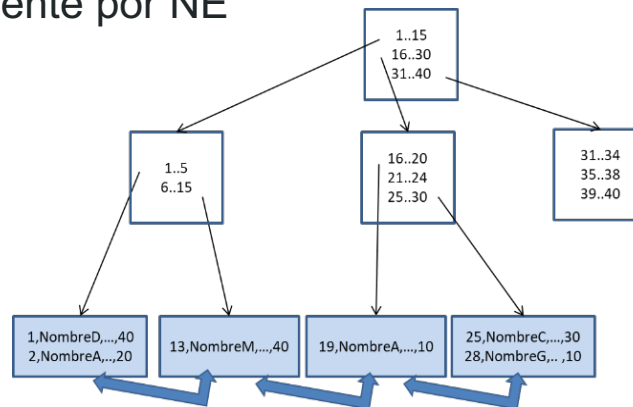 ente por NE
1..15
16..30
31..40
1..5
6..15
16..20
21..24
25..30
31..34
35..38
39..40
1,NombreD,...,40
2,NombreA,..,20
13,NombreM,...,40
19,NombreA,...,10
25,NombreC,...,30
28,NombreG,.. ,10